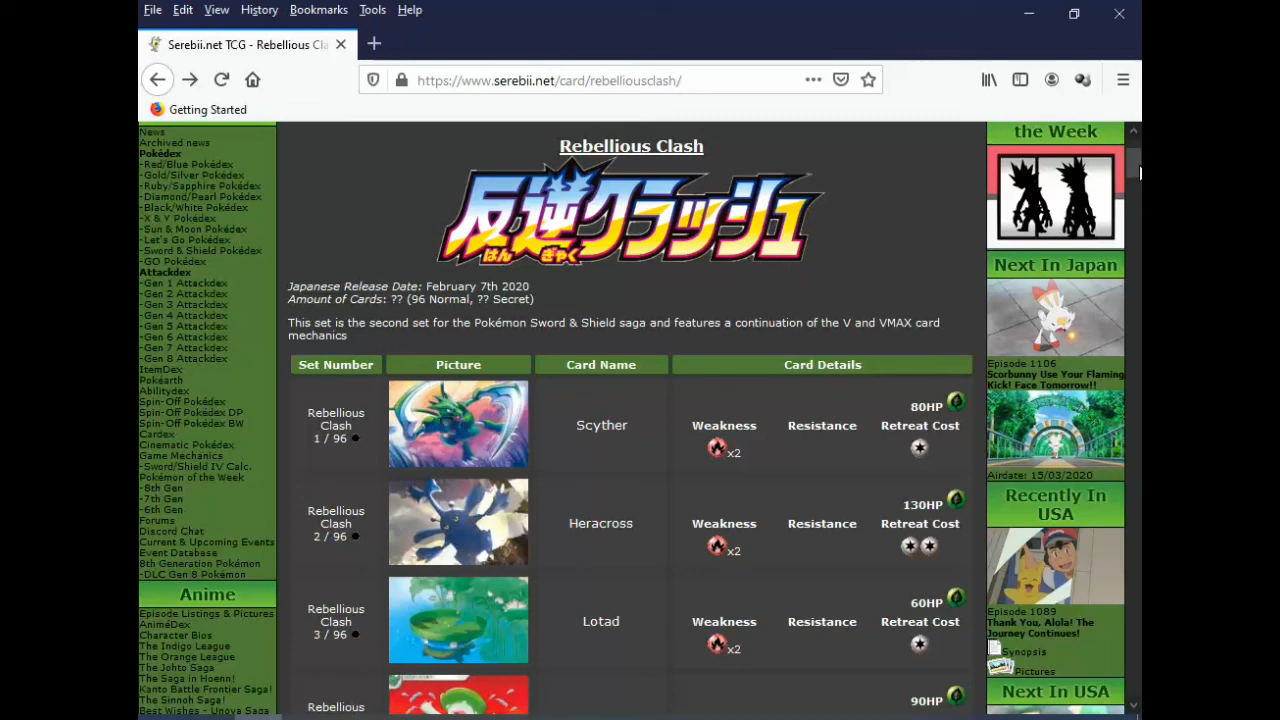 File Edit View History Bookmarks Tools Help
Serebii.net TCG - Rebellious Cla
https://www.serebii.net/card/rebelliousclash/
Getting Started
News
Archived news
Pokédex
-Red/Blue Pokédex
-Gold/Silver Pokédex
-Ruby/Sapphire Pokédex
-Diamond/Pearl Pokédex
-Black/White Pokédex
-X & Y Pokédex
-Sun & Moon Pokédex
-Let's Go Pokédex
-Sword & Shield Pokédex
-GO Pokédex
Attackdex
-Gen 1 Attackdex
-Gen 2 Attackdex
-Gen 3 Attackdex
-Gen 4 Attackdex
-Gen 5 Attackdex
-Gen 6 Attackdex
-Gen 7 Attackdex
-Gen 8 Attackdex
ItemDex
Pokéarth
Abilitydex
Spin-Off Pokédex
Spin-Off Pokédex DP
Spin-Off Pokédex BW
Cardex
Cinematic Pokédex
Game Mechanics
-Sword/Shield IV Calc.
Pokémon of the Week
-8th Gen
-7th Gen
-6th Gen
Forums
Discord Chat
Current & Upcoming Events
Event Database
8th Generation Pokémon
-DLC Gen 8 Pokémon
Anime
Episode Listings & Pictures
AniméDex
Character Bios
The Indigo League
The Orange League
The Johto Saga
The Saga in Hoenn!
Kanto Battle Frontier Saga!
The Sinnoh Saga!
Best Wishes - Unova Saga
Rebellious Clash
反逆クラッシュ
はん ぎゃく
Japanese Release Date: February 7th 2020
Amount of Cards: ?? (96 Normal, ?? Secret)
This set is the second set for the Pokémon Sword & Shield saga and features a continuation of the V and VMAX card
mechanics
Set Number Picture Card Name Card Details
Rebellious
Clash
1 / 96
Scyther
80HP
Weakness Resistance Retreat Cost
x2
Rebellious
Clash
2 / 96
Heracross
130HP
Weakness Resistance Retreat Cost
x2
Rebellious
Clash
3 / 96
Lotad
60HP
Weakness Resistance Retreat Cost
x2
Rebellious
90HP
the Week
Next In Japan
Episode 1106
Scorbunny Use Your Flaming
Kick! Face Tomorrow!!
Airdate: 15/03/2020
Recently In
USA
Episode 1089
Thank You, Alola! The
Journey Continues!
Synopsis
Pictures
Next In USA